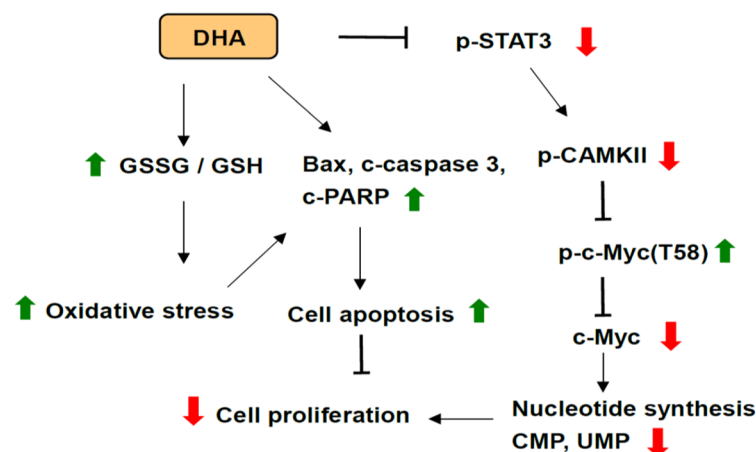 DHA
p-STAT3
GSSG / GSH
Bax, c-caspase 3,
c-PARP
p-CAMKII
p-c-Myc(T58)
Oxidative stress
Cell apoptosis
c-Myc
Cell proliferation
Nucleotide synthesis
CMP, UMP